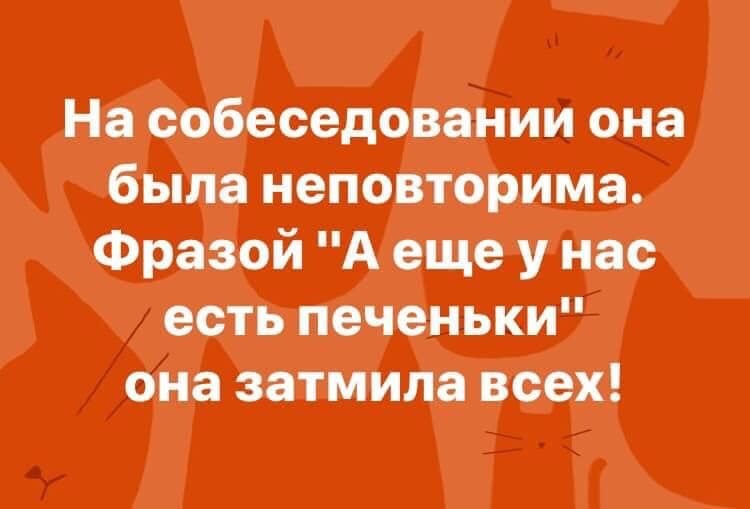 На собеседовании она
была неповторима.
Фразой "А еще у нас
есть печеньки"
она затмила всех!